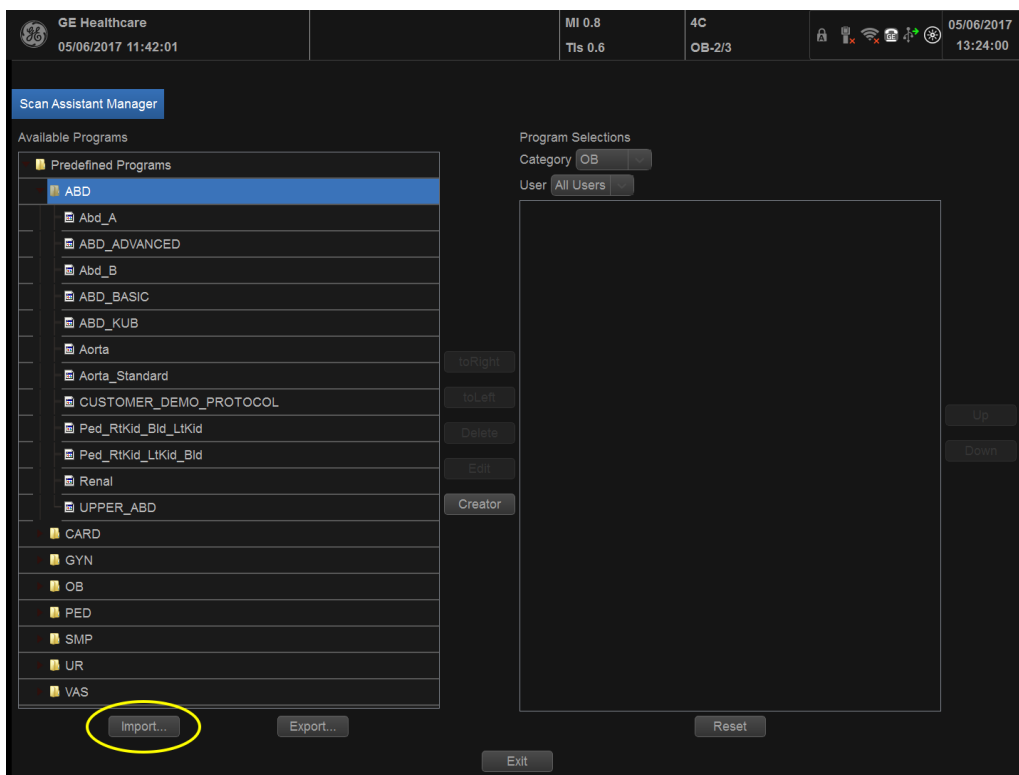 GE Healthcare
05/06/2017 11:42:01
MI 0.8
TIs 0.6
4C
OB-2/3
05/06/2017
13:24:00
Scan Assistant Manager
Available Programs
Predefined Programs
ABD
Abd_A
ABD_ADVANCED
Abd_B
ABD_BASIC
ABD_KUB
Aorta
Aorta_Standard
CUSTOMER_DEMO_PROTOCOL
Ped_RtKid_Bld_LtKid
Ped_RtKid_LtKid_Bld
Renal
UPPER_ABD
CARD
GYN
OB
PED
SMP
UR
VAS
Import...
Export...
toRight
toLeft
Delete
Edit
Creator
Program Selections
Category OB
User All Users
Up
Down
Reset
Exit